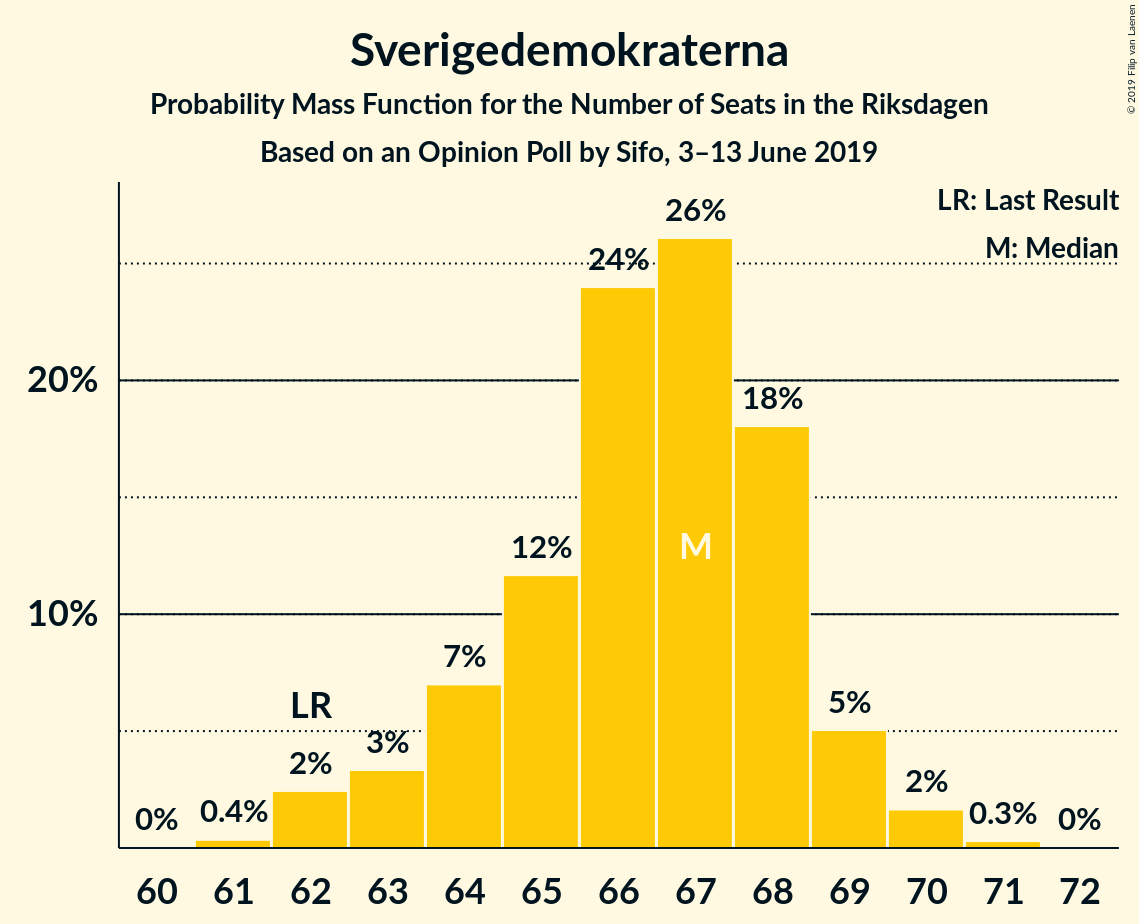 Sverigedemokraterna
Probability Mass Function for the Number of Seats in the Riksdagen
Based on an Opinion Poll by Sifo, 3–13 June 2019
© 2019 Filip van Laenen
LR: Last Result
M: Median
26%
24%
20%
18%
12%
M
10%
7%
LR
5%
3%
2%
2%
0%
0.4%
0.3%
0%
60 61 62 63 64 65 66 67 68 69 70 71 72